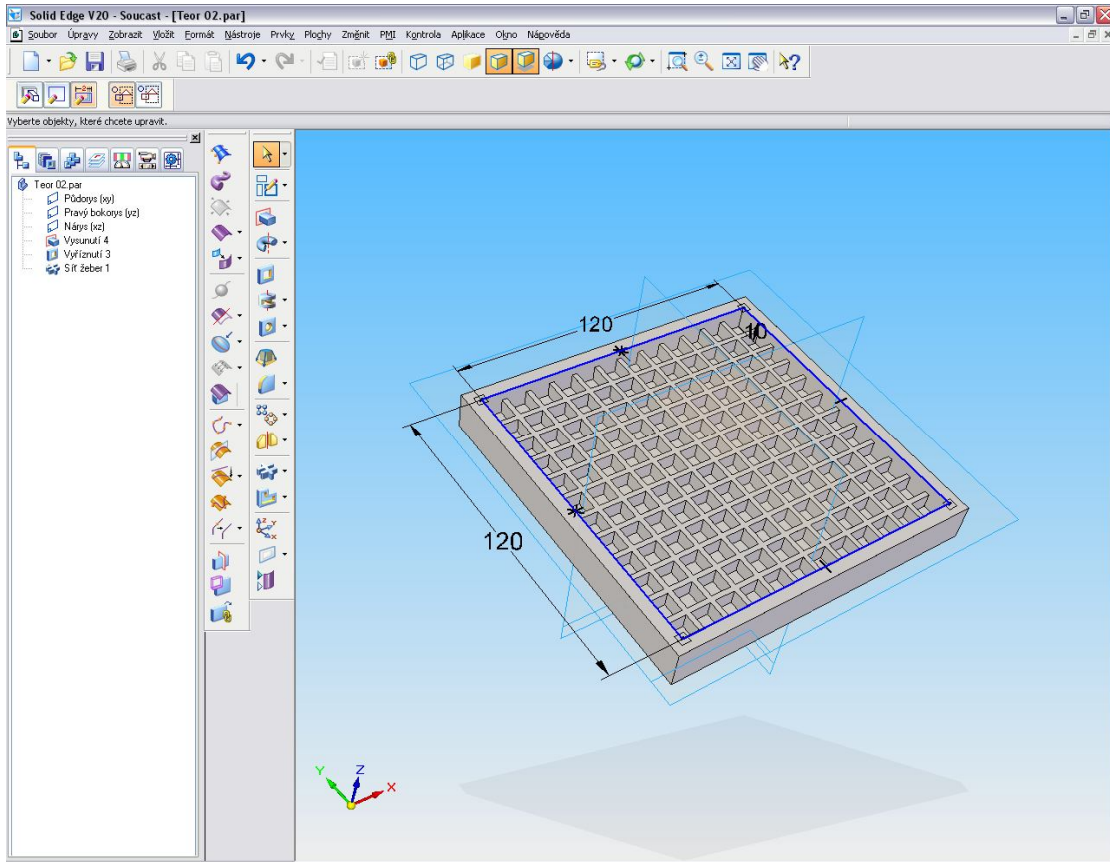 Solid Edge V20 - Soucast - [Teor 02.par]
Soubor Úpravy Zobrazit Vložit Formát Nástroje Prvky Plochy Změnit PMI Kontrola Aplikace Okno Nápověda
Vyberte objekty, které chcete upravit.
Teor 02.par
Půdorys (xy)
Pravý bokorys (yz)
Nárys (xz)
Vysunutí 4
Vyříznutí 3
Síť žeber 1
120
10
120
Y Z X